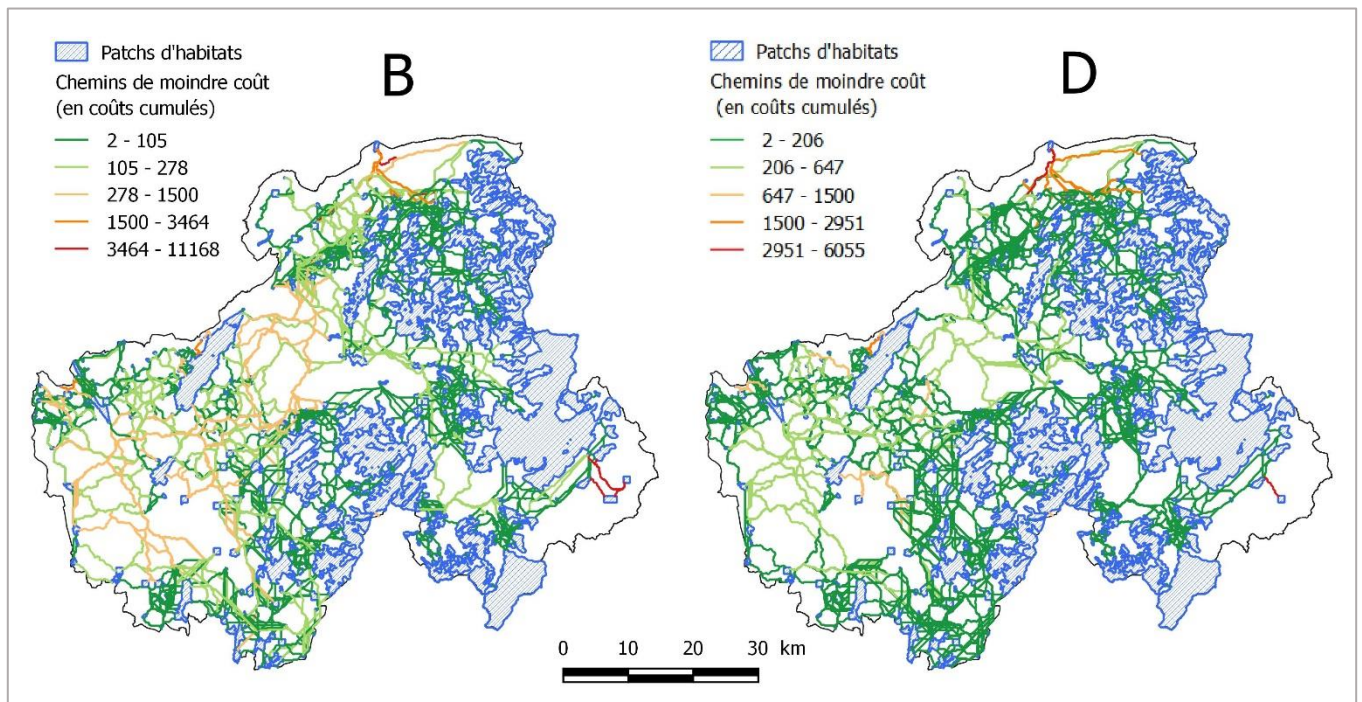 Patchs d'habitats
Chemins de moindre coût
(en coûts cumulés)
2 - 105
105 - 278
278 - 1500
1500 - 3464
3464 - 11168
B
Patchs d'habitats
Chemins de moindre coût
(en coûts cumulés)
2 - 206
206 - 647
647 - 1500
1500 - 2951
2951 - 6055
D
0 10 20 30 km